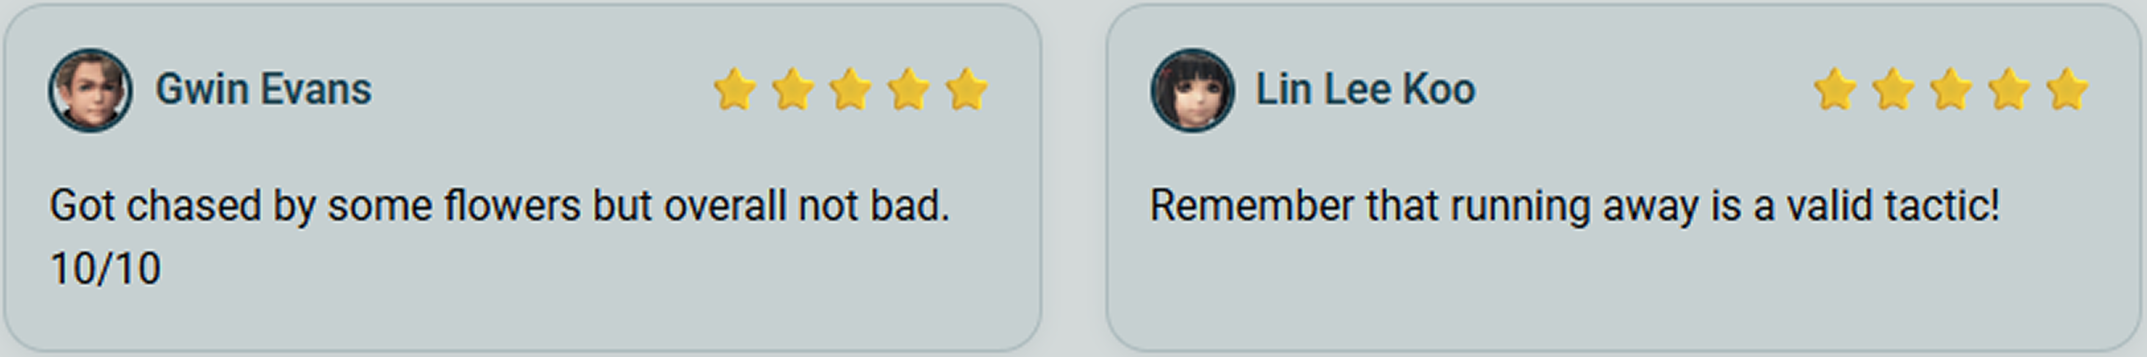 Gwin Evans
Got chased by some flowers but overall not bad.
10/10
Lin Lee Koo
Remember that running away is a valid tactic!